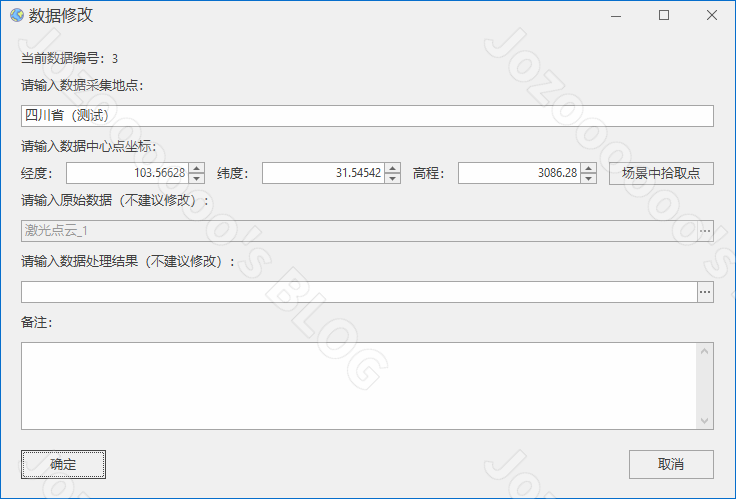 数据修改
当前数据编号：3
请输入数据采集地点：
四川省（测试）
请输入数据中心点坐标：
经度： 103.56628 纬度： 31.54542 高程： 3086.28 场景中拾取点
请输入原始数据（不建议修改）：
激光点云_1 ...
请输入数据处理结果（不建议修改）：
...
备注：
确定 取消
Jozooooo's BLOG